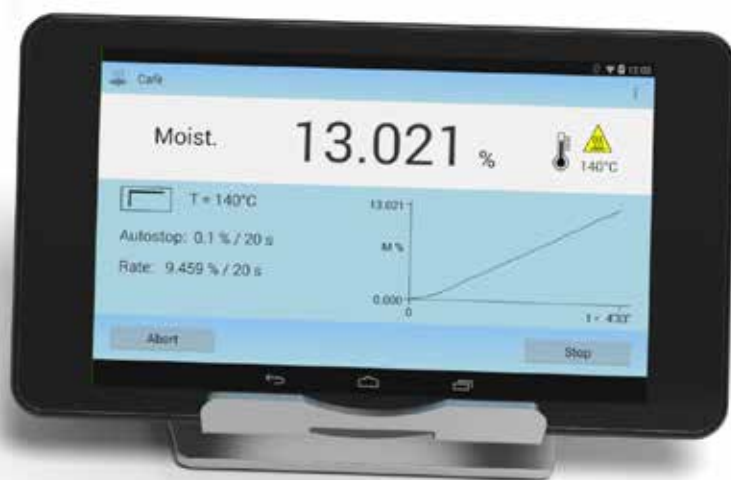 Café
Moist. 13.021 %
140°C
T = 140°C
Autostop: 0.1 % / 20 s
Rate: 9.459 % / 20 s
13.021
M %
0.000
0
t = 4'33"
Abort
Stop